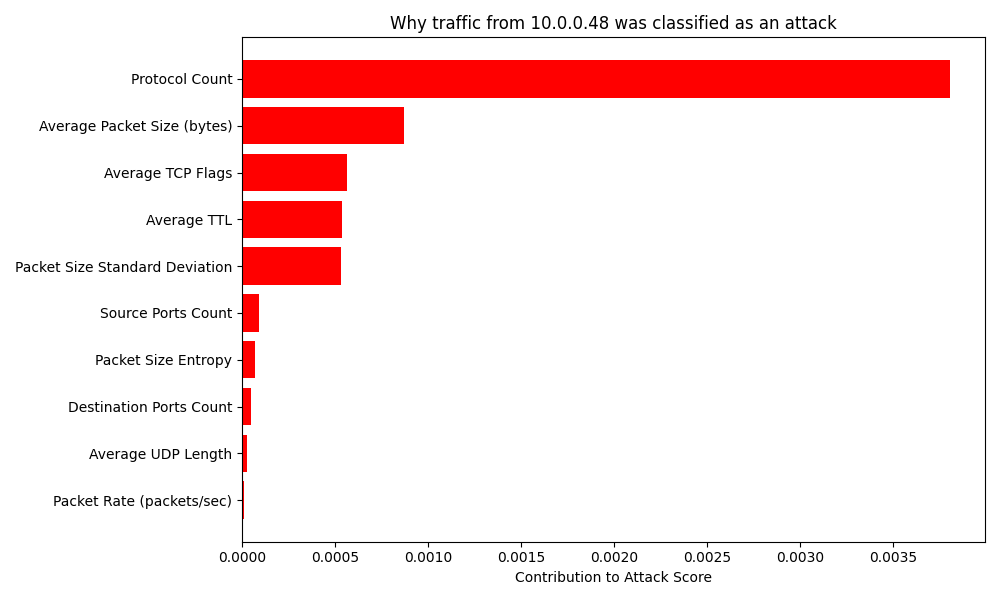 Why traffic from 10.0.0.48 was classified as an attack
Protocol Count
Average Packet Size (bytes)
Average TCP Flags
Average TTL
Packet Size Standard Deviation
Source Ports Count
Packet Size Entropy
Destination Ports Count
Average UDP Length
Packet Rate (packets/sec)
0.0000 0.0005 0.0010 0.0015 0.0020 0.0025 0.0030 0.0035
Contribution to Attack Score